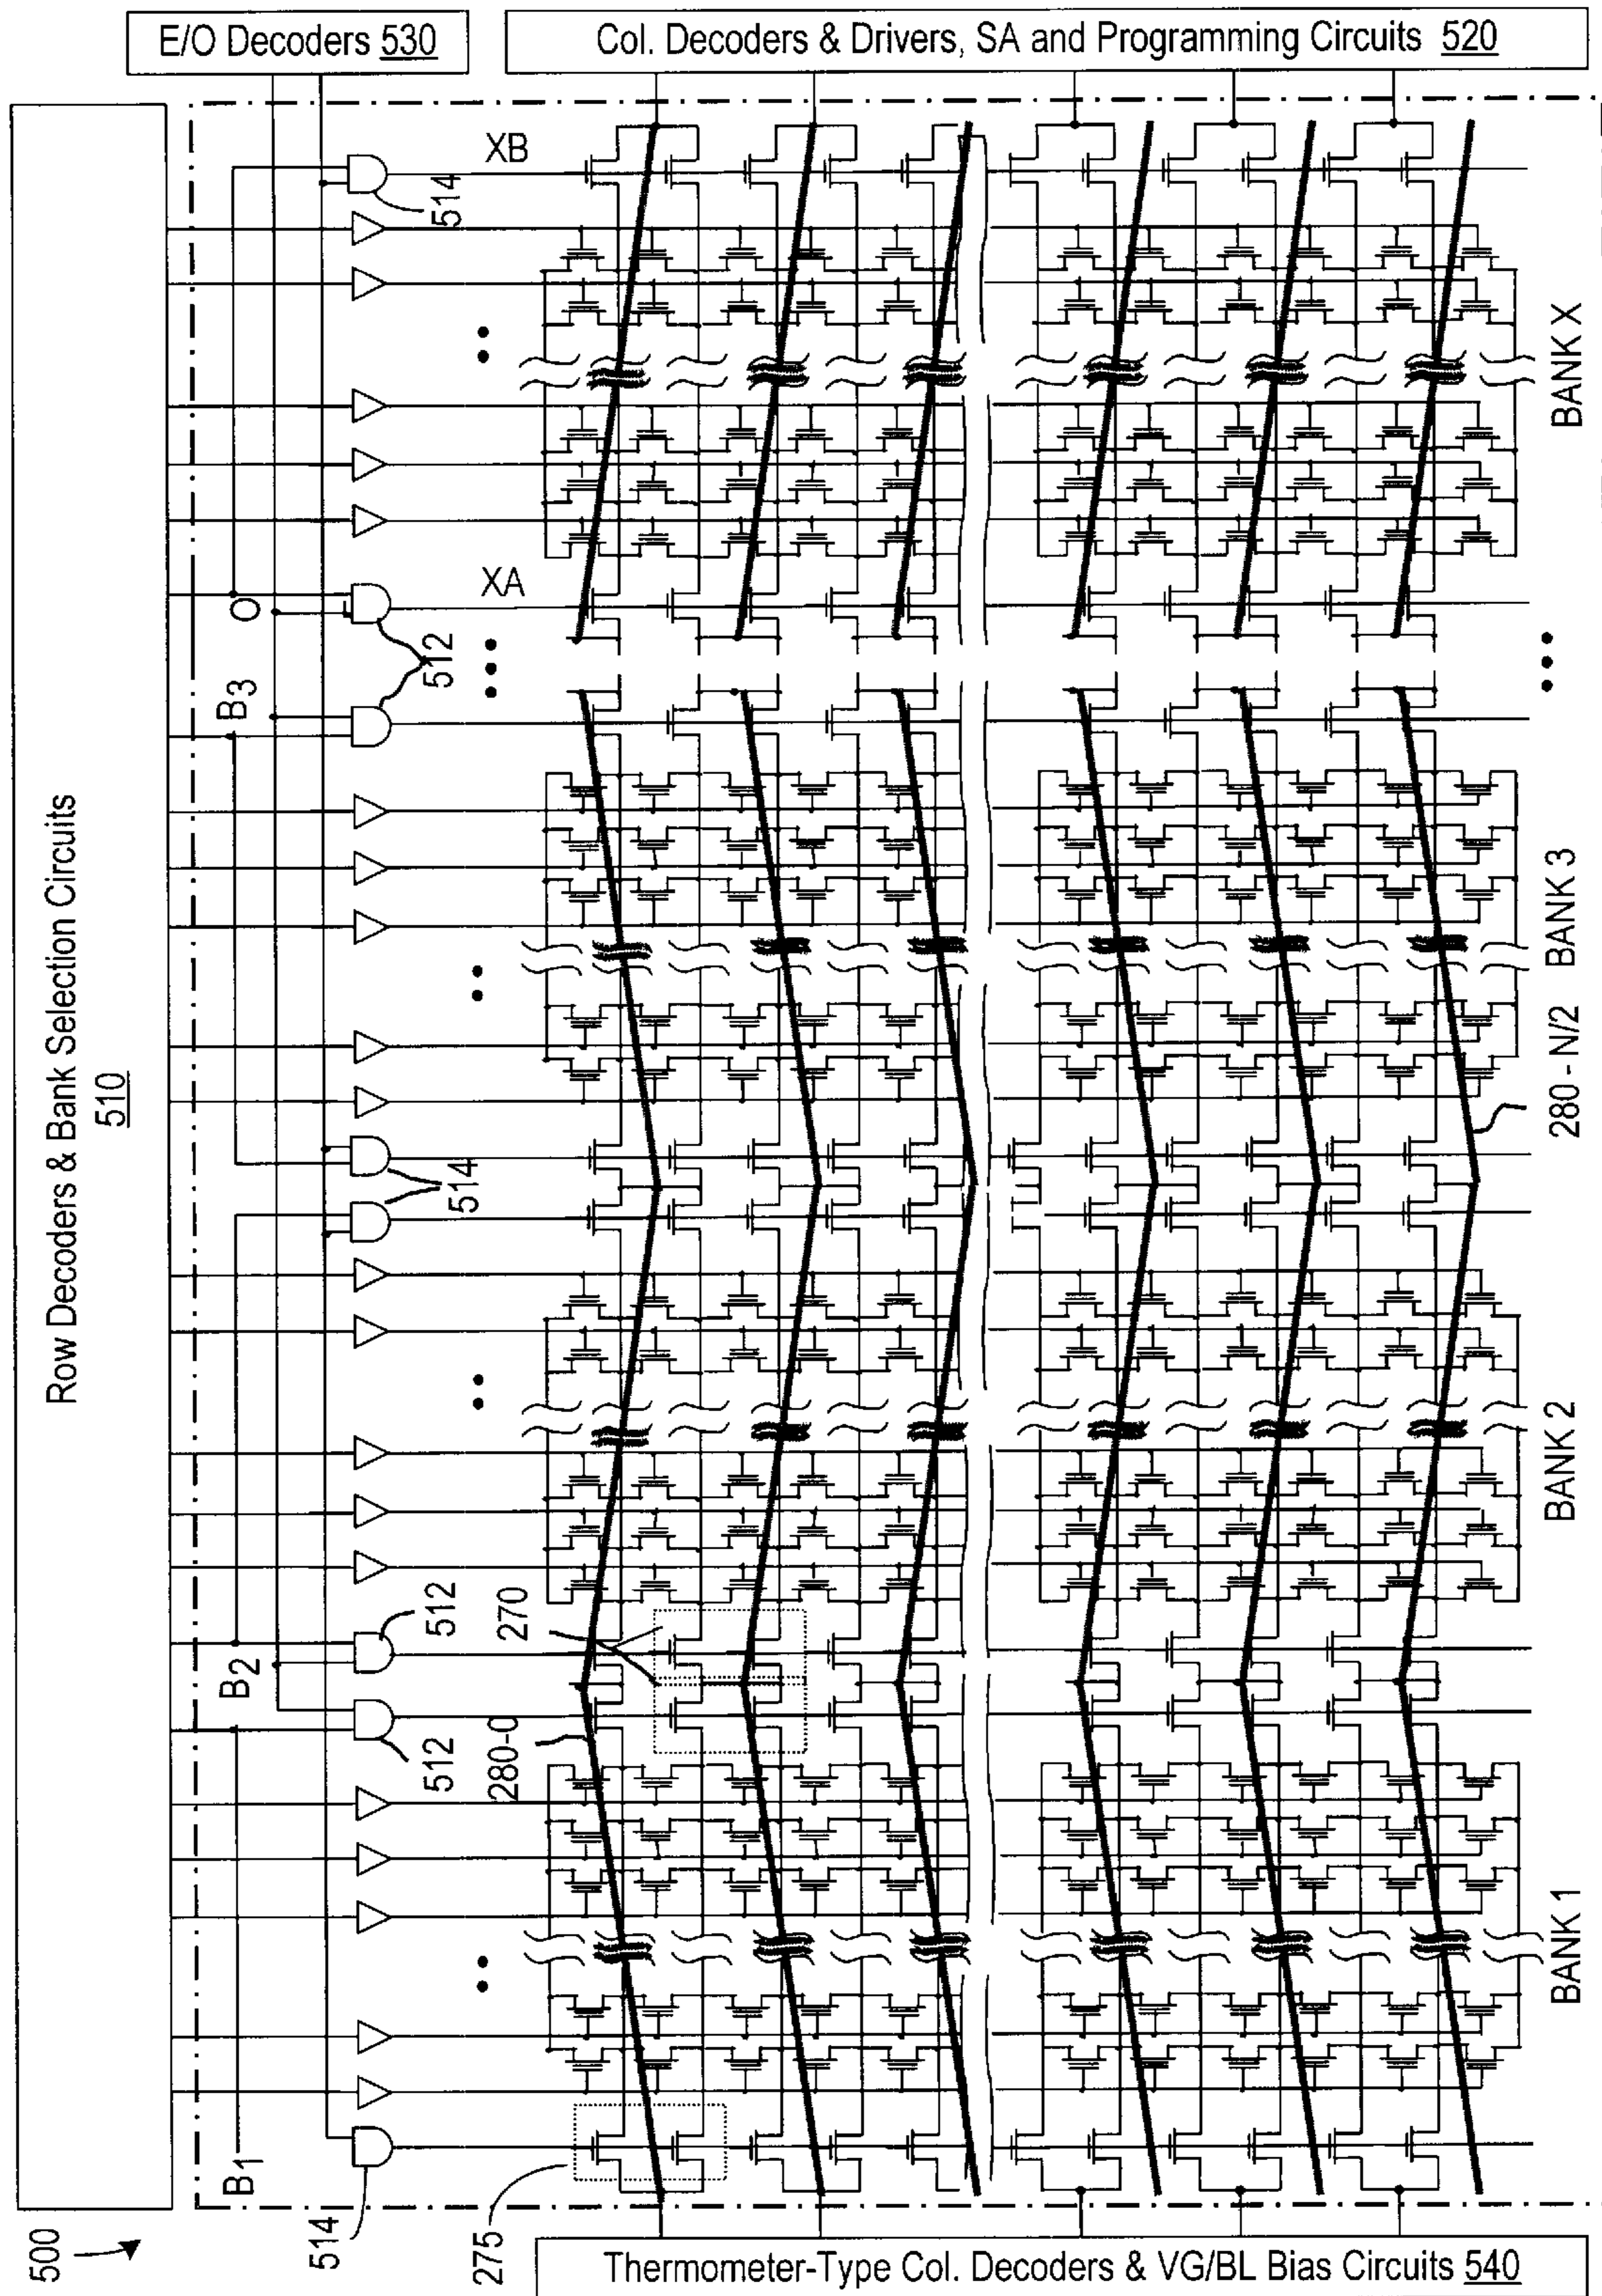 E/O Decoders 530
Col. Decoders & Drivers, SA and Programming Circuits 520
Row Decoders & Bank Selection Circuits
510
XB
514
XA
O
512
B3
514
B2
512
512
270
280-0
B1
514
275
500
BANK X
BANK 3
280 - N/2
BANK 2
BANK 1
Thermometer-Type Col. Decoders & VG/BL Bias Circuits 540